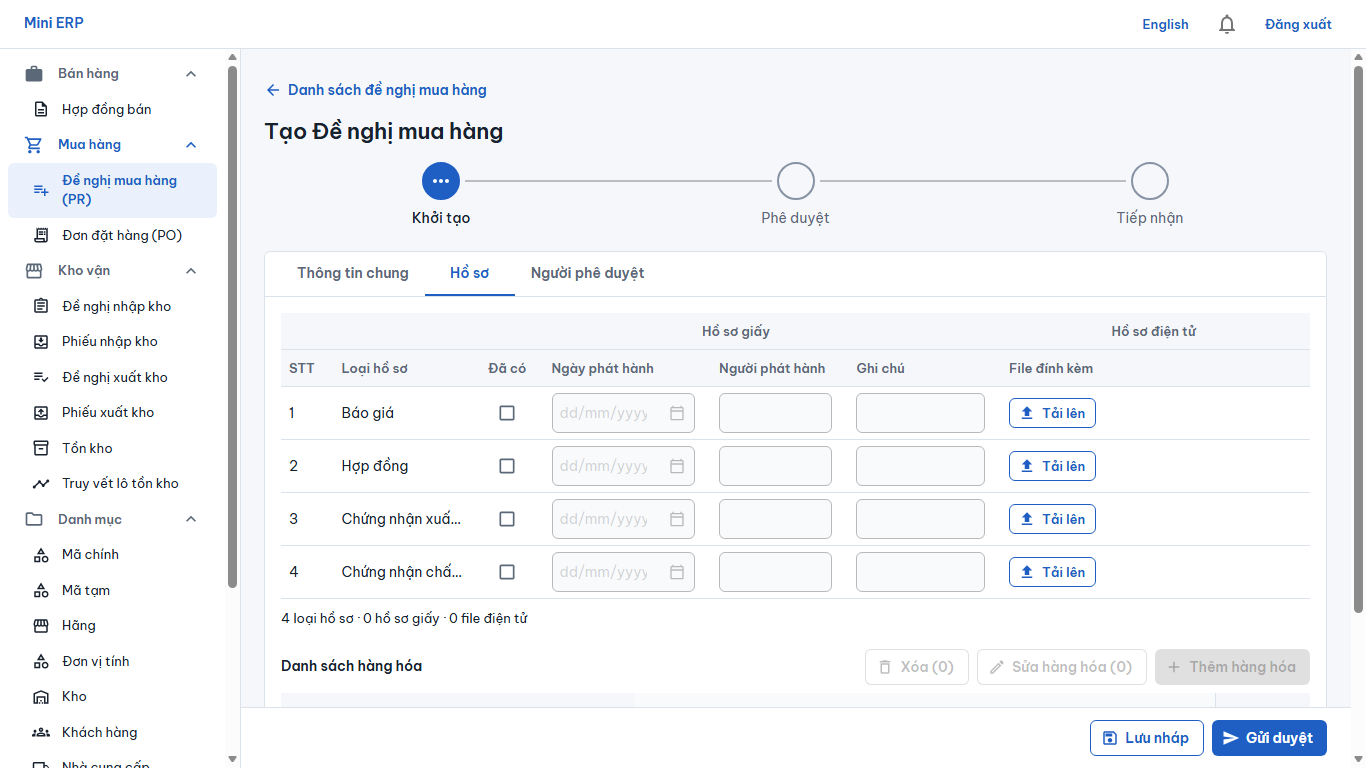 Mini ERP
English
Đăng xuất
Bán hàng
Hợp đồng bán
Mua hàng
Đề nghị mua hàng
(PR)
Đơn đặt hàng (PO)
Kho vận
Đề nghị nhập kho
Phiếu nhập kho
Đề nghị xuất kho
Phiếu xuất kho
Tồn kho
Truy vết lô tồn kho
Danh mục
Mã chính
Mã tạm
Hãng
Đơn vị tính
Kho
Khách hàng
Nhà cung cấp
Danh sách đề nghị mua hàng
Tạo Đề nghị mua hàng
Khởi tạo
Phê duyệt
Tiếp nhận
Thông tin chung
Hồ sơ
Người phê duyệt
Hồ sơ giấy
Hồ sơ điện tử
STT
Loại hồ sơ
Đã có
Ngày phát hành
Người phát hành
Ghi chú
File đính kèm
1
Báo giá
dd/mm/yyyy
Tải lên
2
Hợp đồng
dd/mm/yyyy
Tải lên
3
Chứng nhận xuấ...
dd/mm/yyyy
Tải lên
4
Chứng nhận chấ...
dd/mm/yyyy
Tải lên
4 loại hồ sơ · 0 hồ sơ giấy · 0 file điện tử
Danh sách hàng hóa
Xóa (0)
Sửa hàng hóa (0)
Thêm hàng hóa
Lưu nháp
Gửi duyệt